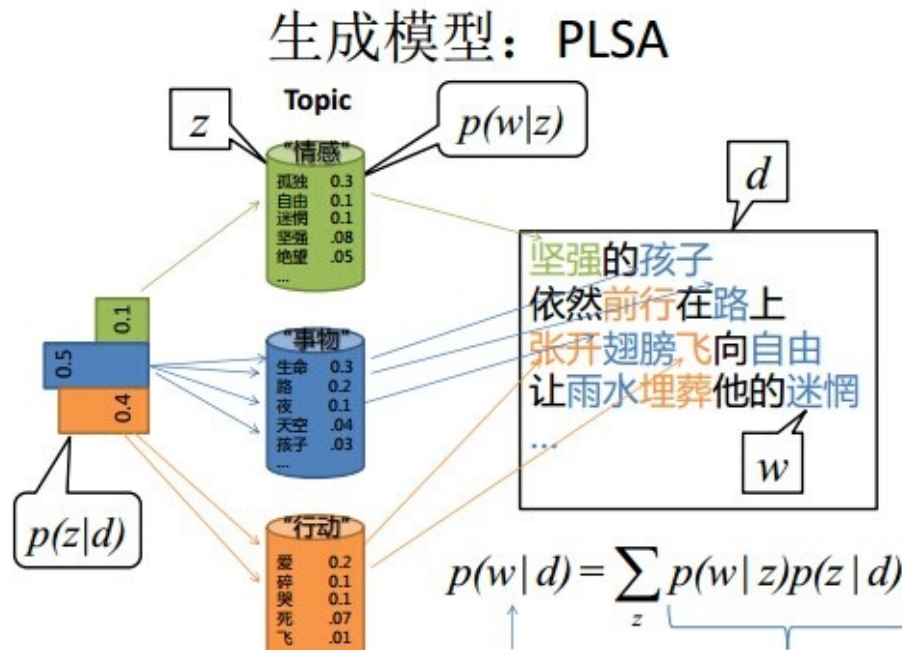 生成模型：PLSA
Topic
z
p(w|z)
"情感"
孤独 0.3
自由 0.1
迷惘 0.1
坚强 .08
绝望 .05
...
d
坚强的孩子
依然前行在路上
张开翅膀飞向自由
让雨水埋葬他的迷惘
...
w
0.1
0.5
0.4
p(z|d)
"事物"
生命 0.3
路 0.2
夜 0.1
天空 .04
孩子 .03
...
"行动"
爱 0.2
碎 0.1
哭 0.1
死 .07
飞 .01
p(w|d)=∑p(w|z)p(z|d)
z